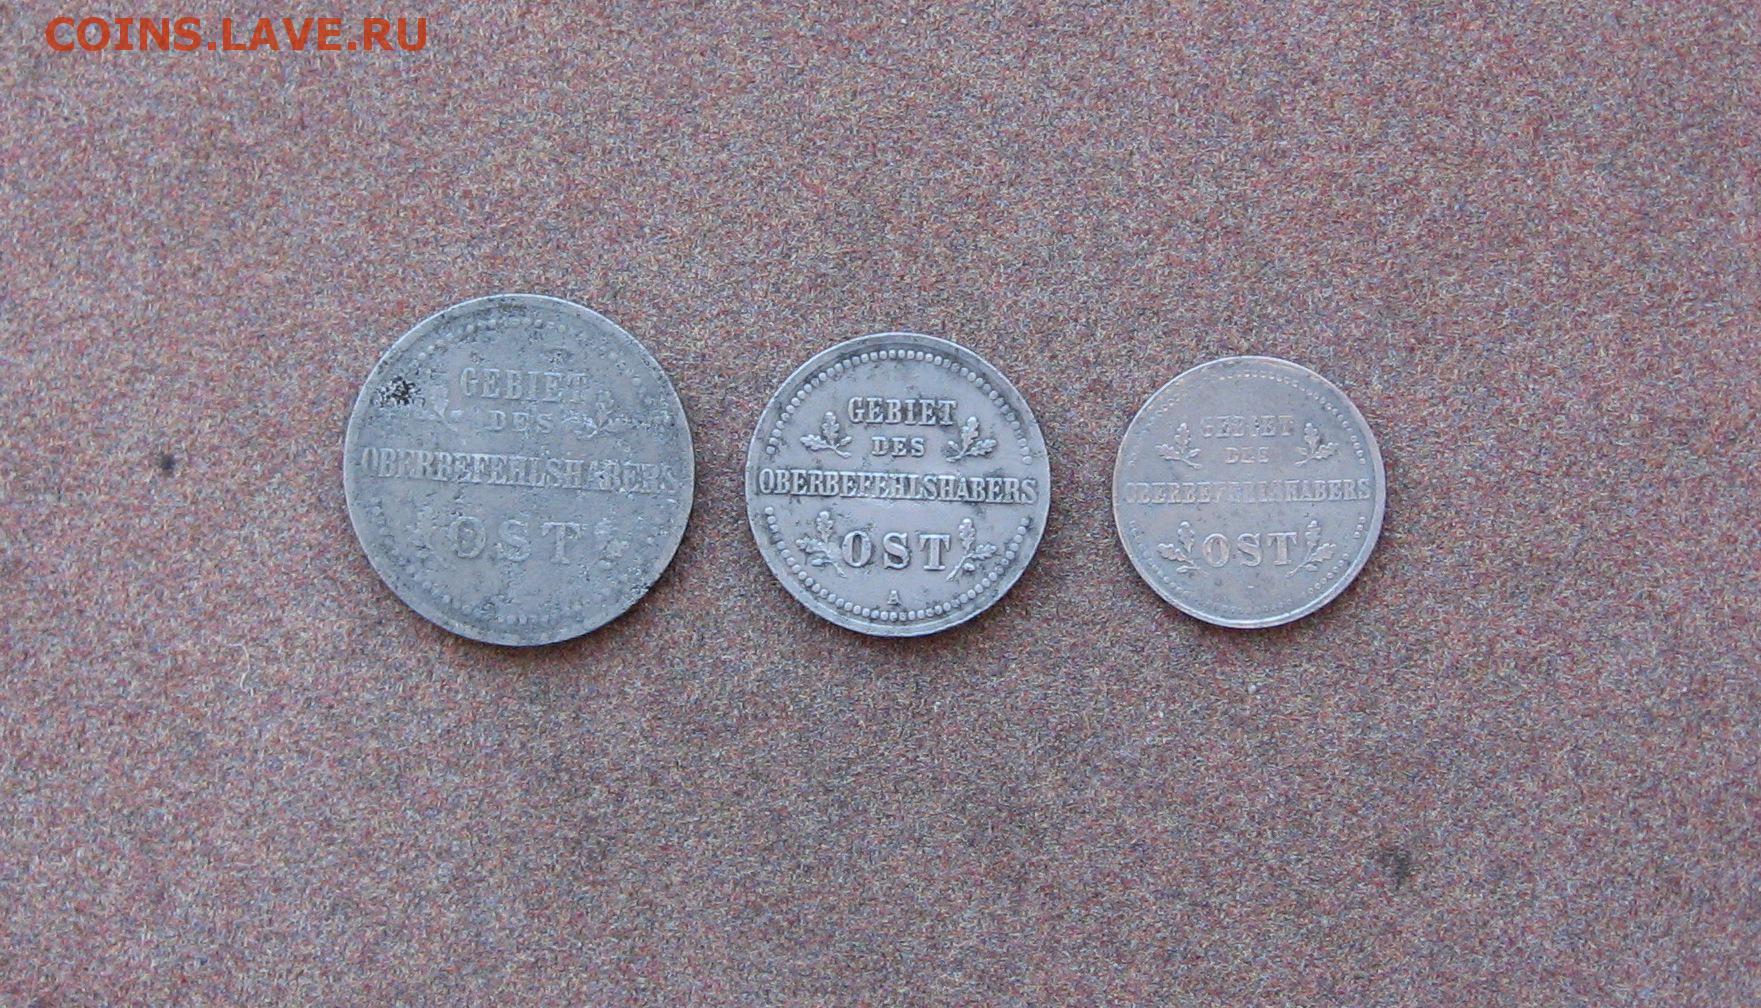 COINS.LAVE.RU
GEBIET
DES
OBERBEFEHLSHABERS
OST
GEBIET
DES
OBERBEFEHLSHABERS
OST
A
GEBIET
DES
OBERBEFEHLSHABERS
OST